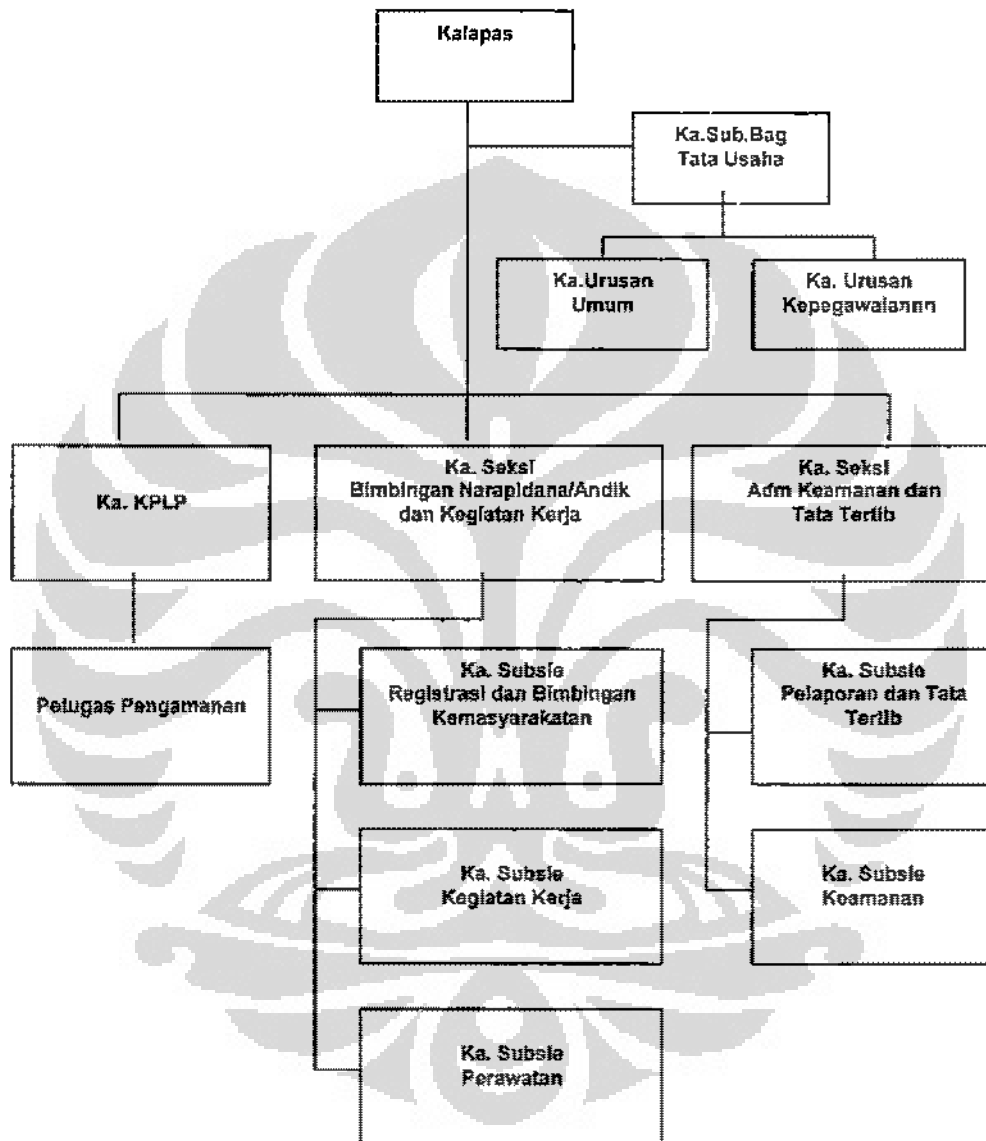 Kalapas
Ka.Sub.Bag
Tata Usaha
Ka.Urusan
Umum
Ka. Urusan
Kepegawaiannn
Ka. KPLP
Ka. Seksi
Bimbingan Narapidana/Andik
dan Kegiatan Kerja
Ka. Seksi
Adm Keamanan dan
Tata Tertib
Petugas Pengamanan
Ka. Subsie
Registrasi dan Bimbingan
Kemasyarakatan
Ka. Subsie
Pelaporan dan Tata
Tertib
Ka. Subsie
Kegiatan Kerja
Ka. Subsie
Keamanan
Ka. Subsie
Perawatan